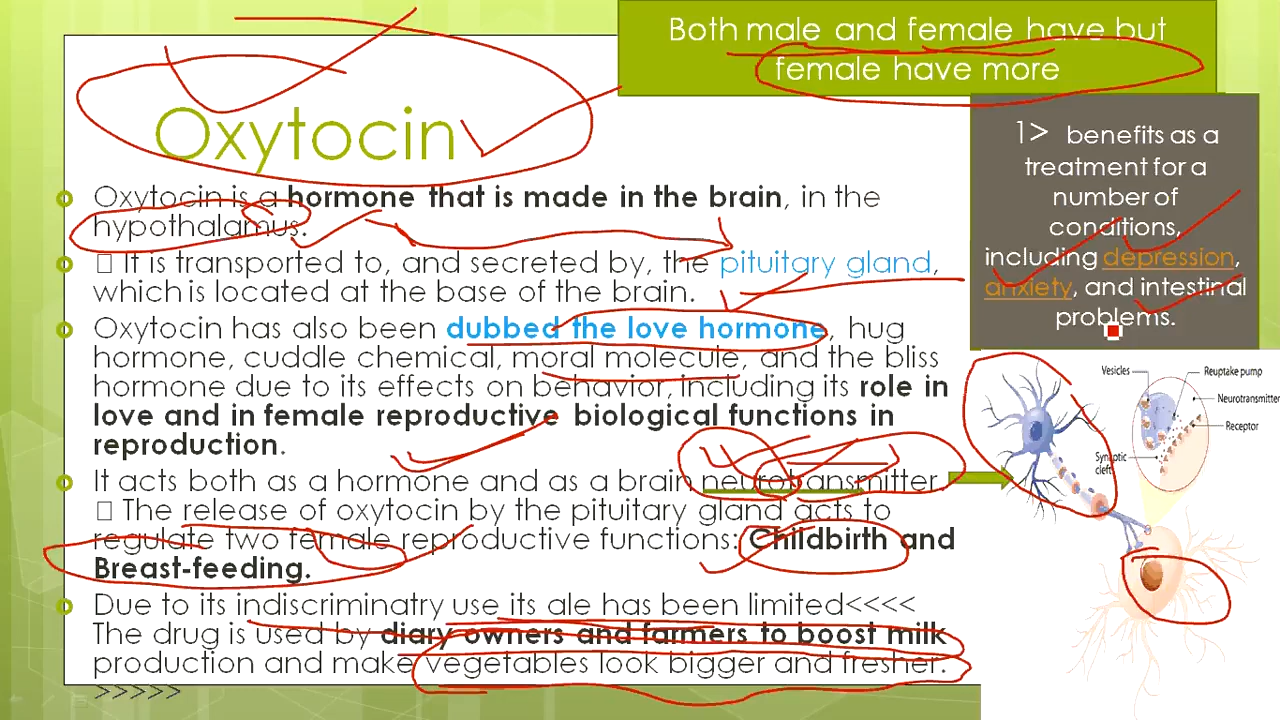 Both male and female have but
female have more
Oxytocin
1> benefits as a
treatment for a
number of
conditions,
including depression,
anxiety, and intestinal
problems.
Oxytocin is a hormone that is made in the brain, in the
hypothalamus.
It is transported to, and secreted by, the pituitary gland,
which is located at the base of the brain.
Oxytocin has also been dubbed the love hormone, hug
hormone, cuddle chemical, moral molecule, and the bliss
hormone due to its effects on behavior, including its role in
love and in female reproductive biological functions in
reproduction.
It acts both as a hormone and as a brain neurotransmitter.
The release of oxytocin by the pituitary gland acts to
regulate two female reproductive functions: Childbirth and
Breast-feeding.
Due to its indiscriminatry use its ale has been limited<<<<
The drug is used by diary owners and farmers to boost milk
production and make vegetables look bigger and fresher.
>>>>>
Vesicles
Reuptake pump
Neurotransmitter
Receptor
Synaptic
cleft